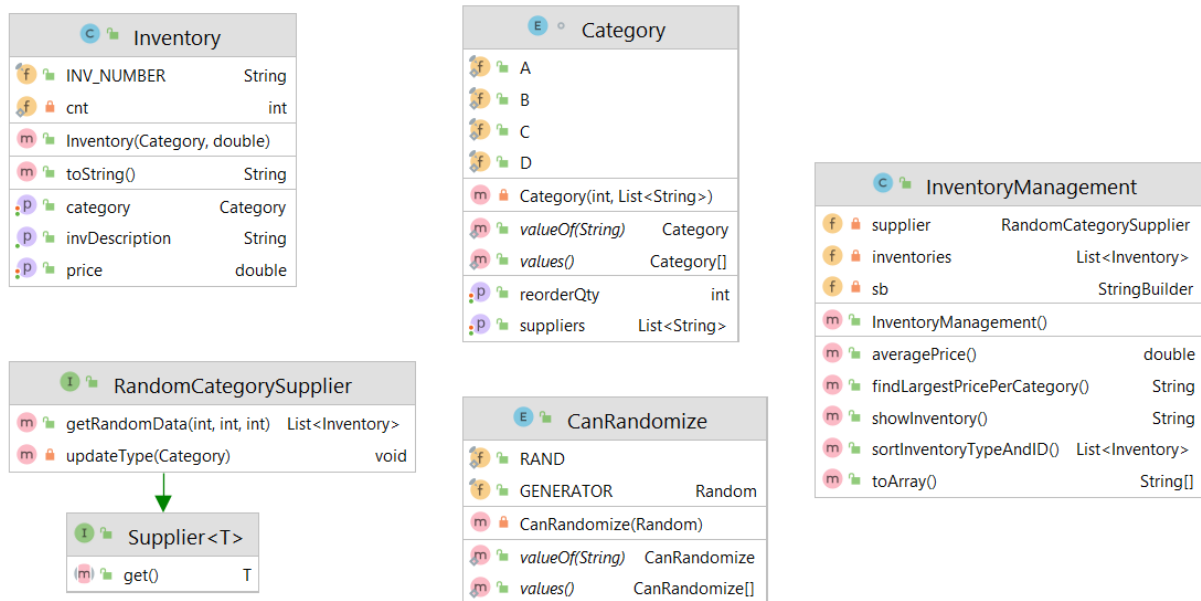 Inventory
INV_NUMBER String
cnt int
Inventory(Category, double)
toString() String
category Category
invDescription String
price double
Category
A
B
C
D
Category(int, List<String>)
valueOf(String) Category
values() Category[]
reorderQty int
suppliers List<String>
InventoryManagement
supplier RandomCategorySupplier
inventories List<Inventory>
sb StringBuilder
InventoryManagement()
averagePrice() double
findLargestPricePerCategory() String
showInventory() String
sortInventoryTypeAndID() List<Inventory>
toArray() String[]
RandomCategorySupplier
getRandomData(int, int, int) List<Inventory>
updateType(Category) void
Supplier<T>
get() T
CanRandomize
RAND
GENERATOR Random
CanRandomize(Random)
valueOf(String) CanRandomize
values() CanRandomize[]